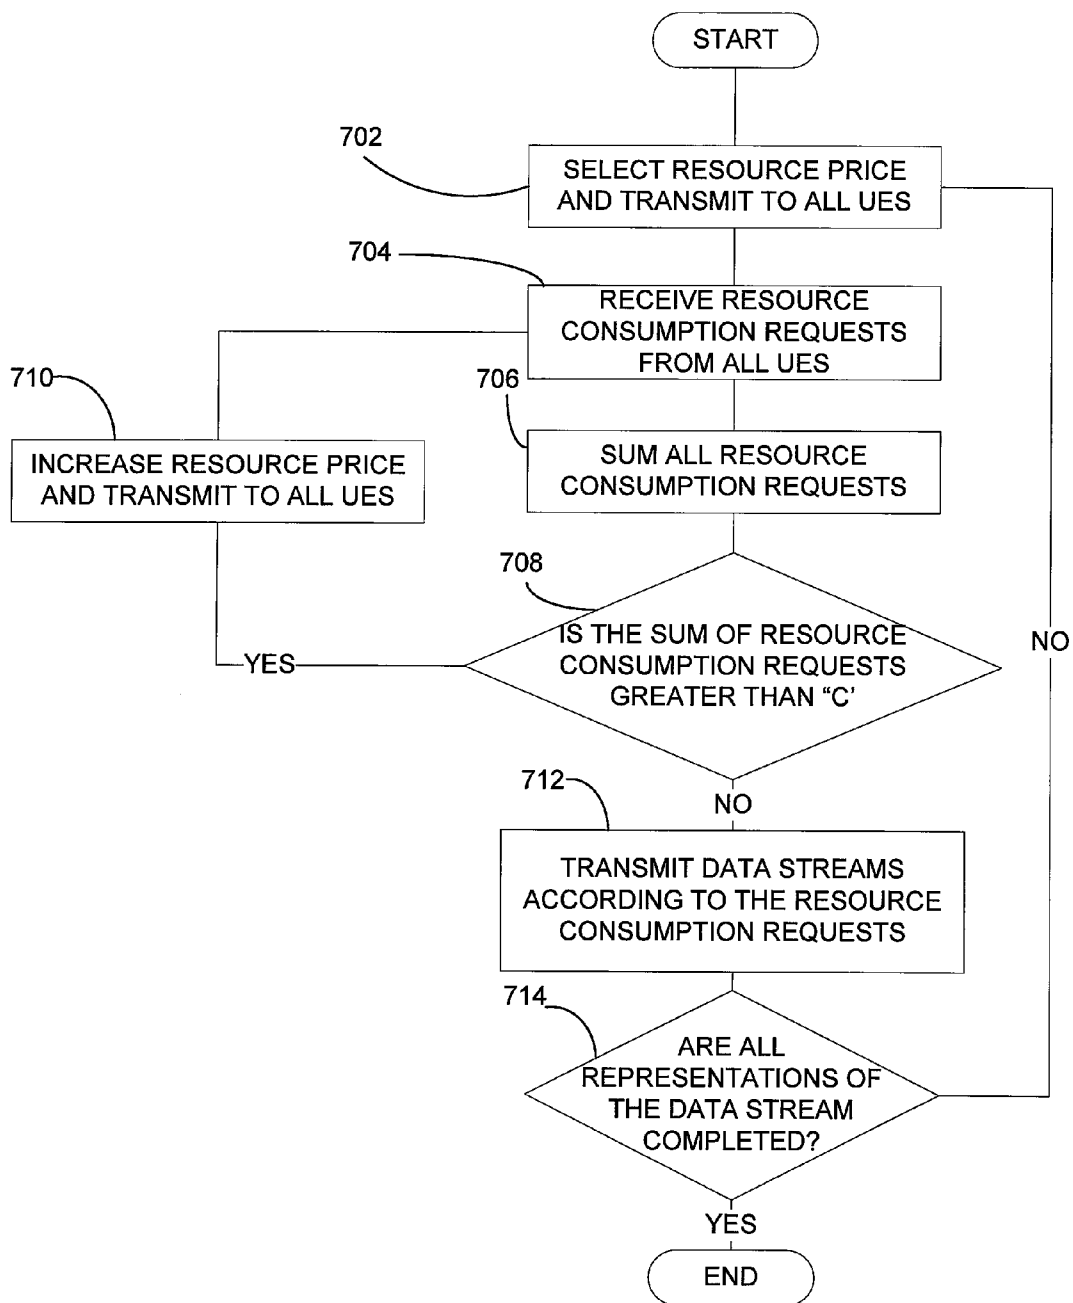 START
702
SELECT RESOURCE PRICE
AND TRANSMIT TO ALL UES
704
RECEIVE RESOURCE
CONSUMPTION REQUESTS
FROM ALL UES
710
INCREASE RESOURCE PRICE
AND TRANSMIT TO ALL UES
706
SUM ALL RESOURCE
CONSUMPTION REQUESTS
708
IS THE SUM OF RESOURCE
CONSUMPTION REQUESTS
GREATER THAN “C’
YES
NO
NO
712
TRANSMIT DATA STREAMS
ACCORDING TO THE RESOURCE
CONSUMPTION REQUESTS
714
ARE ALL
REPRESENTATIONS OF
THE DATA STREAM
COMPLETED?
YES
END